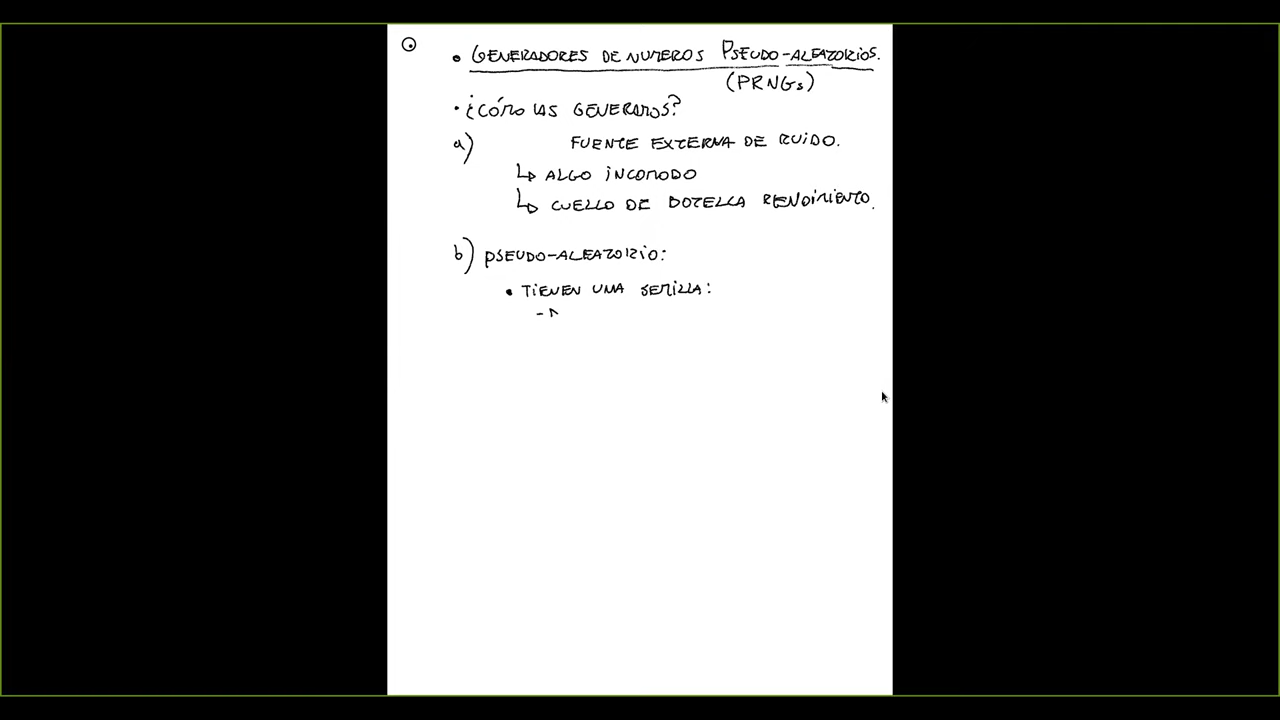 • GENERADORES DE NUMEROS PSEUDO-ALEATORIOS.
(PRNGs)
• ¿CÓMO LAS GENERAMOS?
a) FUENTE EXTERNA DE RUIDO.
↳ ALGO INCOMODO
↳ CUELLO DE BOTELLA RENDIMIENTO.
b) PSEUDO-ALEATORIO:
• TIENEN UNA SEMILLA: